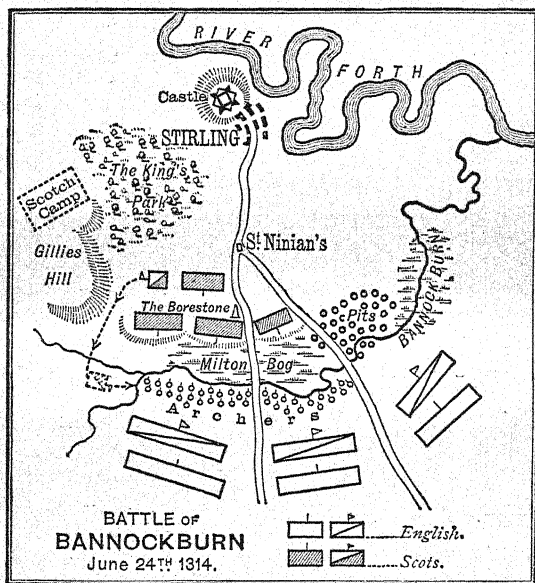 RIVER
FORTH
Castle
STIRLING
The King's
Park
Scotch
Camp
Gillies
Hill
St. Ninian's
The Borestone
Pits
BANNOCK BURN
Milton Bog
Archers
BATTLE OF
BANNOCKBURN
June 24TH 1314.
English.
Scots.